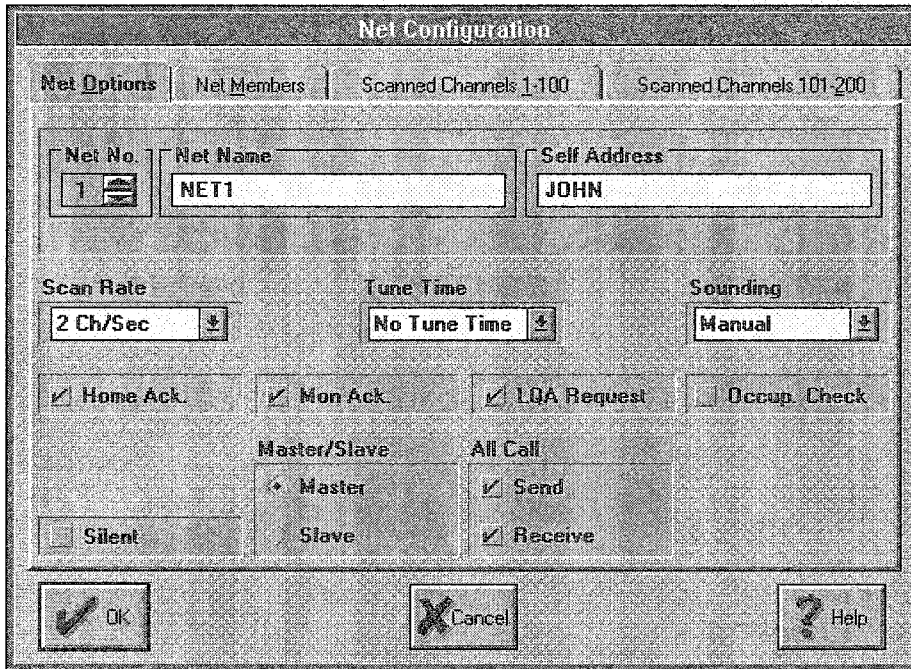 Net Configuration
Net Options Net Members Scanned Channels 1-100 Scanned Channels 101-200
Net No. Net Name Self Address
1 NET1 JOHN
Scan Rate Tune Time Sounding
2 Ch/Sec No Tune Time Manual
Home Ack. Mon Ack. LQA Request Occup. Check
Master/Slave All Call
Master Send
Silent Slave Receive
OK Cancel Help